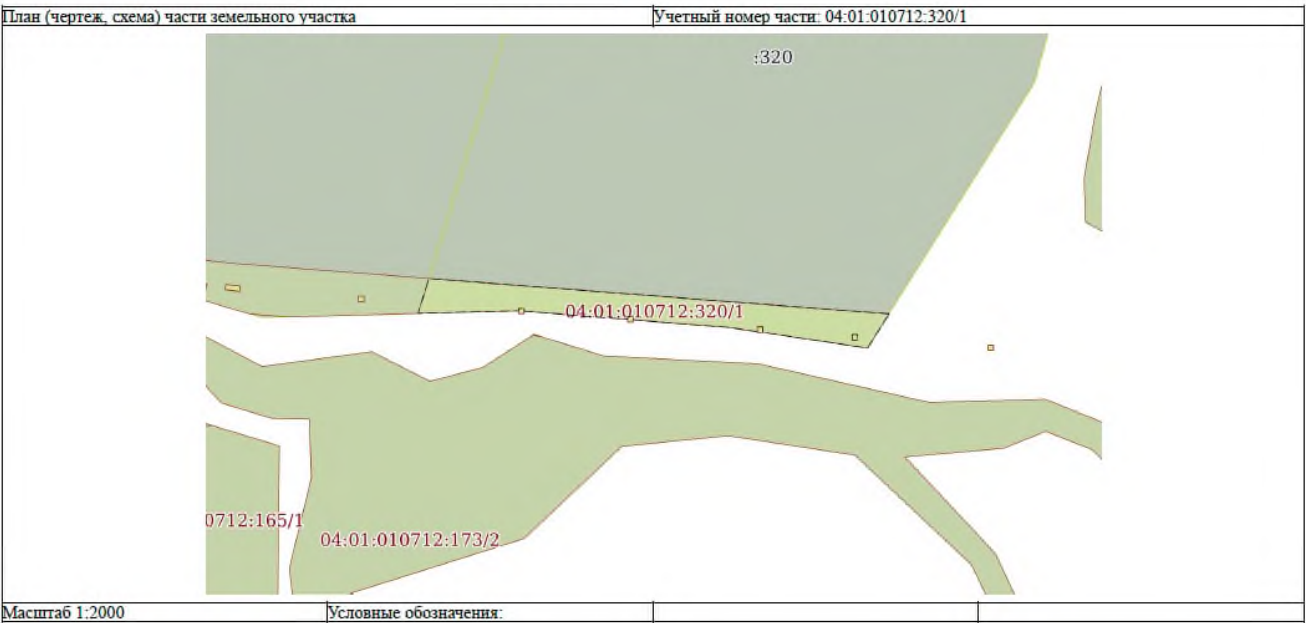 План (чертеж, схема) части земельного участка
Учетный номер части: 04:01:010712:320/1
:320
04:01:010712:320/1
0712:165/1
04:01:010712:173/2
Масштаб 1:2000
Условные обозначения: